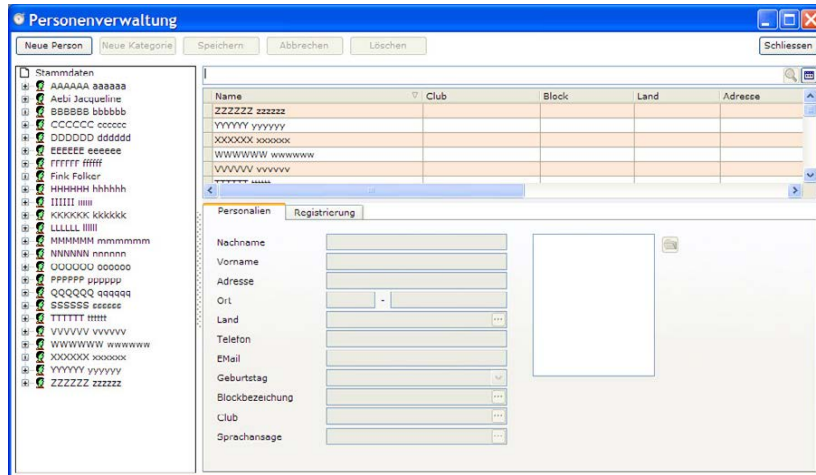 Personenverwaltung
Neue Person Neue Kategorie Speichern Abbrechen Löschen Schliessen
Stammdaten
AAAAAA aaaaaa
Aebi Jacqueline
BBBBBB bbbbbb
CCCCCC cccccc
DDDDDD dddddd
EEEEEE eeeeee
FFFFFF ffffff
Fink Folker
HHHHHH hhhhhh
IIIIII iiiiii
KKKKKK kkkkkk
LLLLLL llllll
MMMMMM mmmmmm
NNNNNN nnnnnn
OOOOOO oooooo
PPPPPP pppppp
QQQQQQ qqqqqq
SSSSSS ssssss
TTTTTT tttttt
VVVVVV vvvvvv
WWWWWW wwwwww
XXXXXX xxxxxx
YYYYYY yyyyyy
ZZZZZZ zzzzzz
Name Club Block Land Adresse
ZZZZZZ zzzzzz
YYYYYY yyyyyy
XXXXXX xxxxxx
WWWWWW wwwwww
VVVVVV vvvvvv
TTTTTT tttttt
Personalien Registrierung
Nachname
Vorname
Adresse
Ort -
Land ...
Telefon
EMail
Geburtstag
Blockbezeichung ...
Club ...
Sprachansage ...